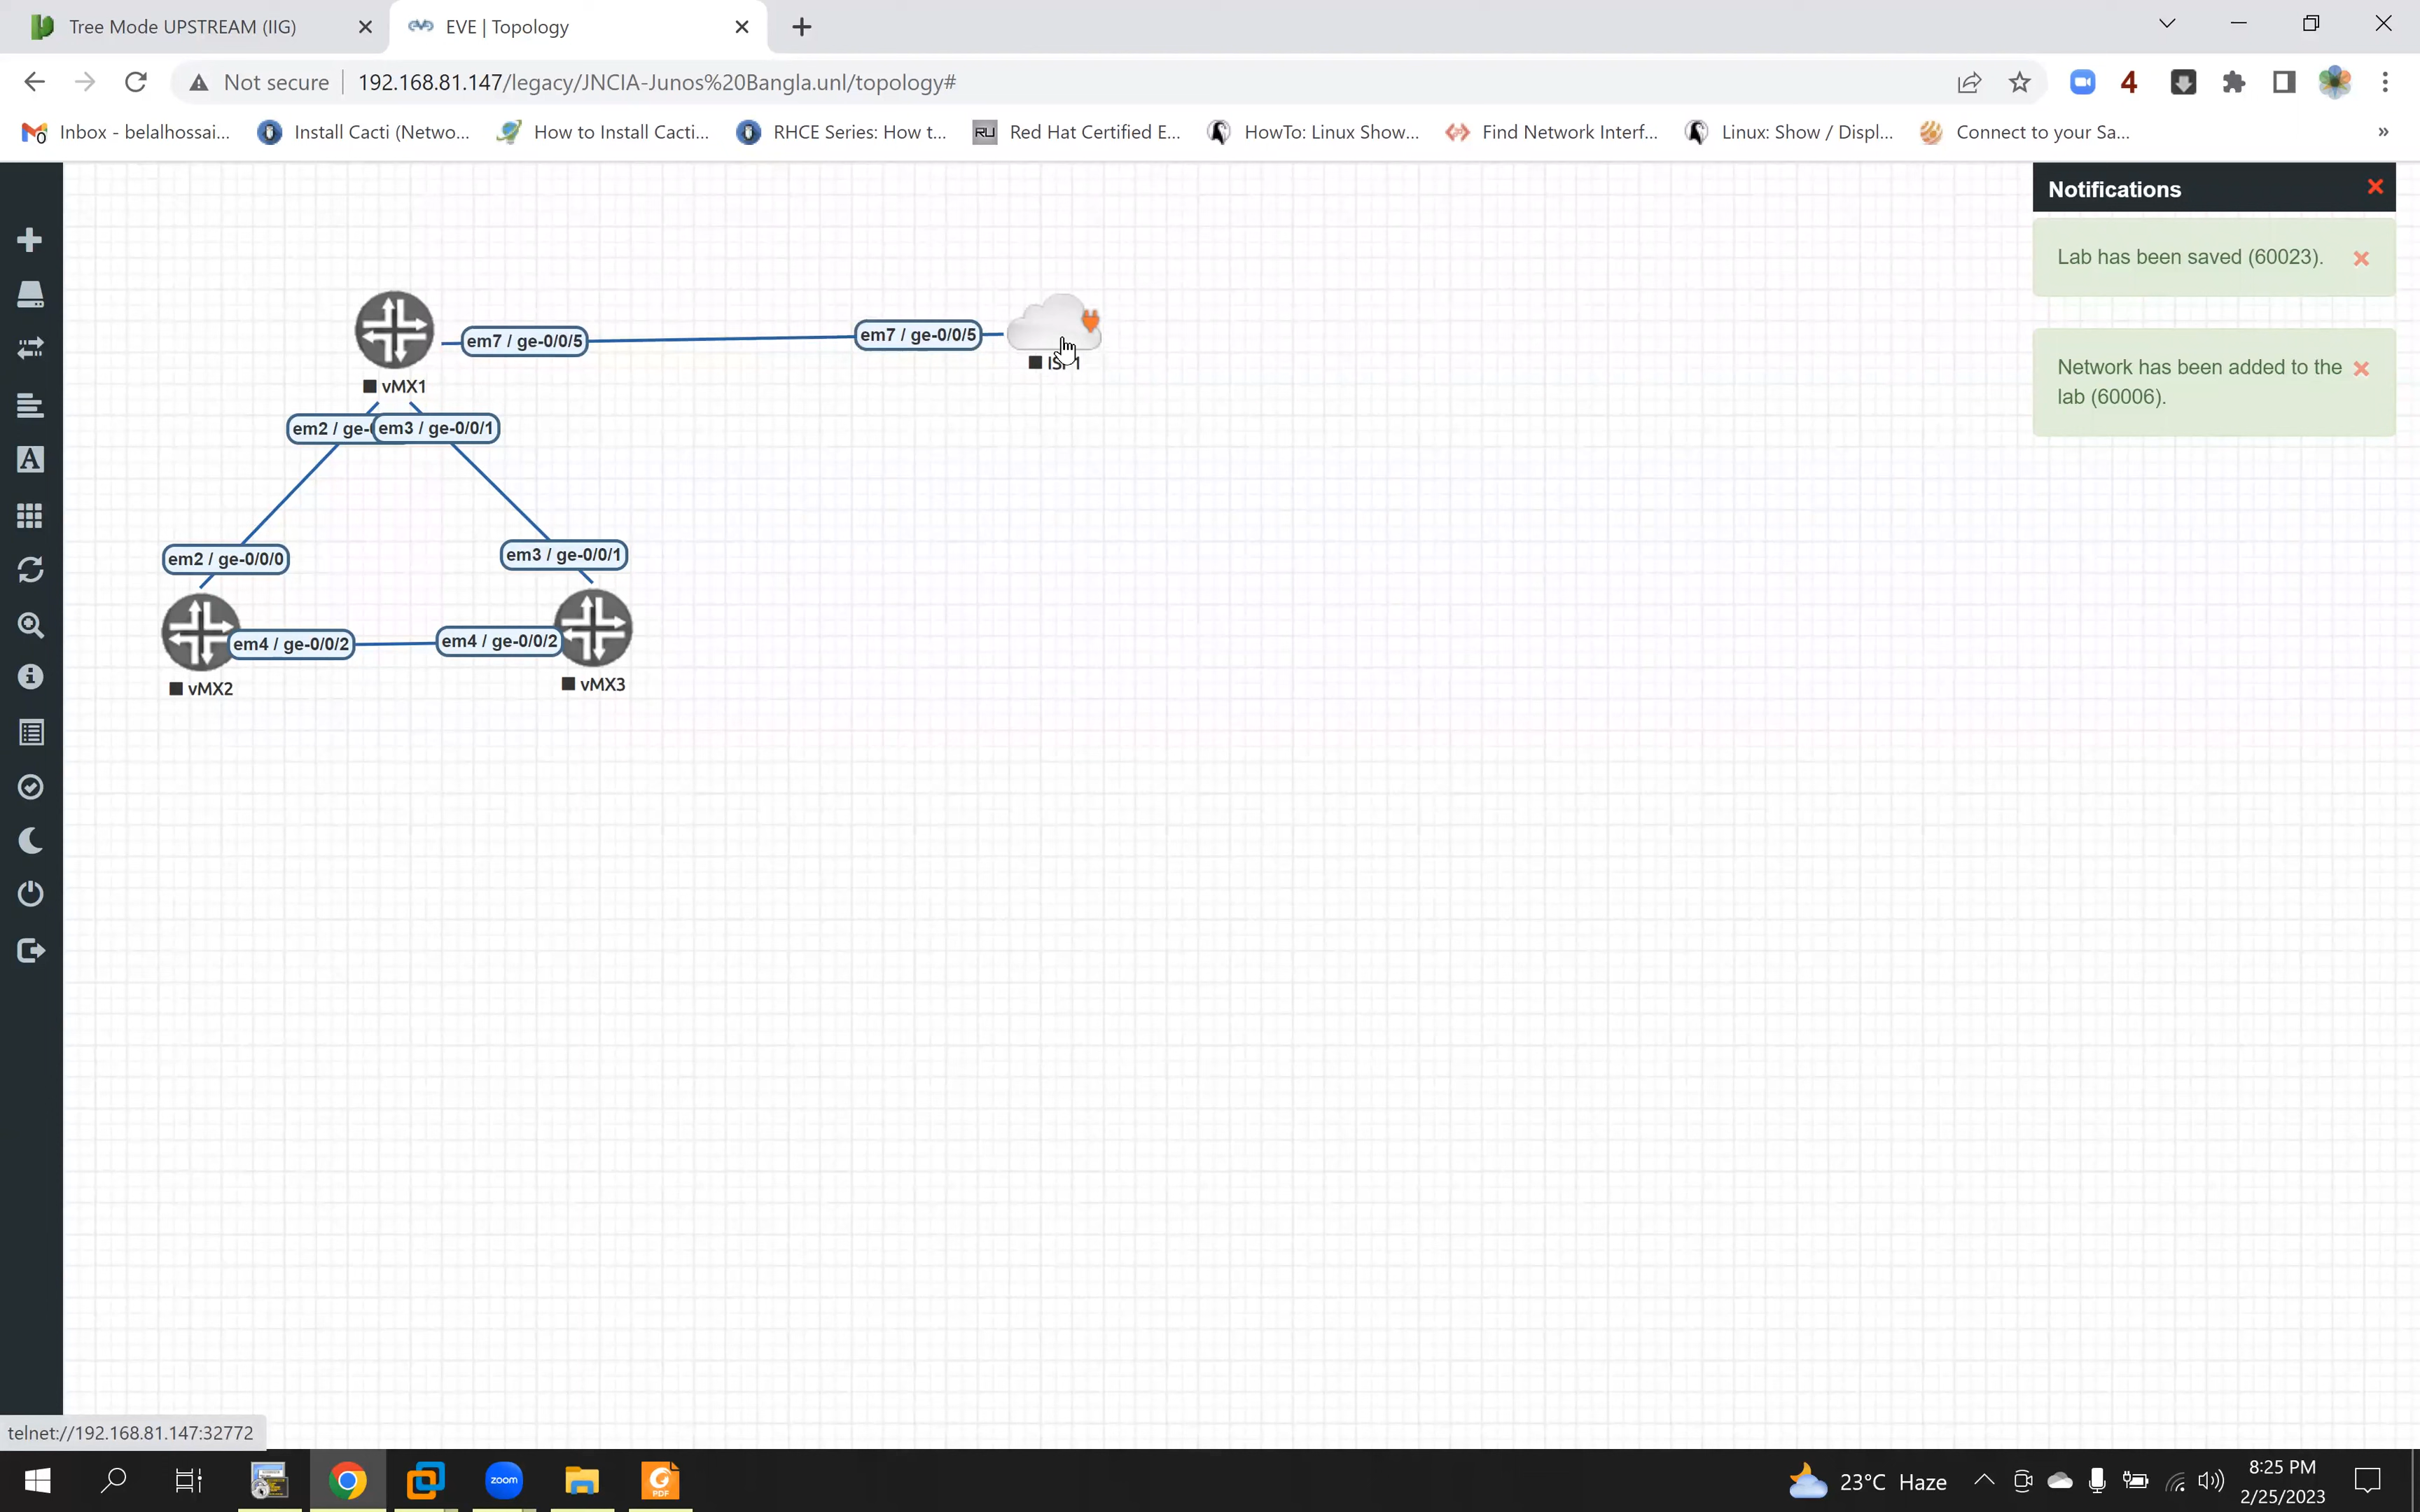 Tree Mode UPSTREAM (IIG)
EVE | Topology
Not secure
192.168.81.147/legacy/JNCIA-Junos%20Bangla.unl/topology#
4
Inbox - belalhossai...
Install Cacti (Netwo...
How to Install Cacti...
RHCE Series: How t...
RU
Red Hat Certified E...
HowTo: Linux Show...
Find Network Interf...
Linux: Show / Displ...
Connect to your Sa...
»
Notifications
Lab has been saved (60023).
Network has been added to the
lab (60006).
em7 / ge-0/0/5
em7 / ge-0/0/5
vMX1
em2 / ge-
em3 / ge-0/0/1
em2 / ge-0/0/0
em3 / ge-0/0/1
em4 / ge-0/0/2
em4 / ge-0/0/2
vMX2
vMX3
telnet://192.168.81.147:32772
zoom
PDF
23°C Haze
8:25 PM
2/25/2023